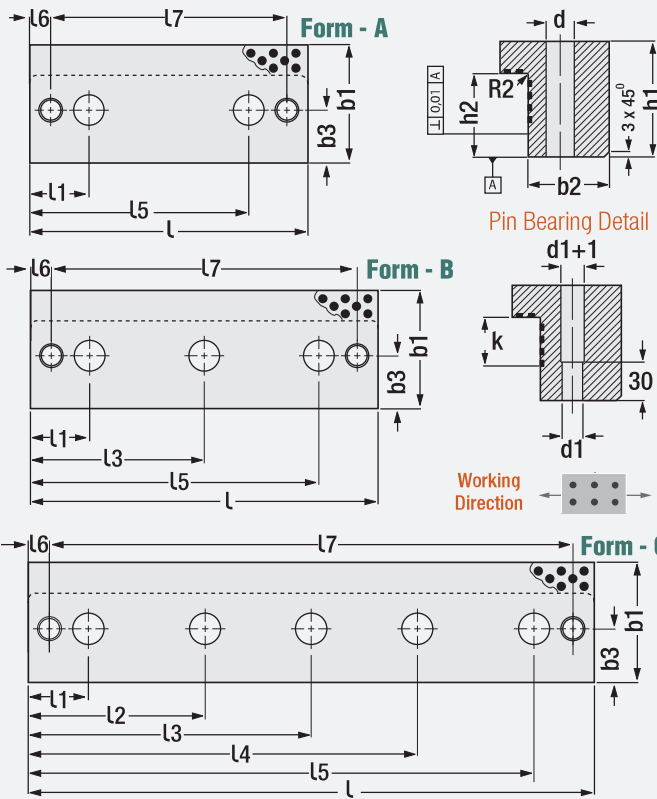 l6 l7 Form - A
b1
b3
l1
l5
l
d
R2
⊥ 0,01 A
h2
A
b2
3 x 45⁰
h1
Pin Bearing Detail
d1+1
k
30
d1
l6 l7 Form - B
b1
b3
l1
l3
l5
l
Working
Direction
l6 l7 Form -
b1
b3
l1
l2
l3
l4
l5
l